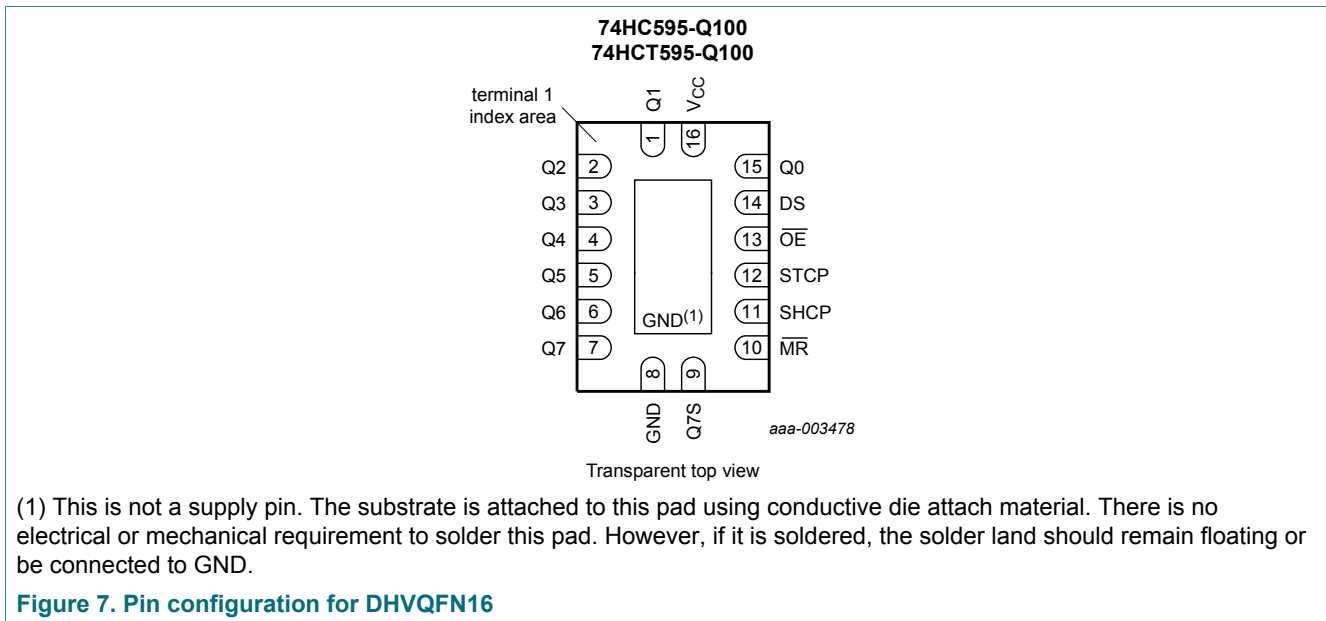 74HC595-Q100
74HCT595-Q100
terminal 1
index area
Q1
VCC
1
16
Q2 2
15 Q0
Q3 3
14 DS
Q4 4
13 OE
Q5 5
12 STCP
Q6 6
11 SHCP
GND(1)
Q7 7
10 MR
8
9
GND
Q7S
aaa-003478
Transparent top view
(1) This is not a supply pin. The substrate is attached to this pad using conductive die attach material. There is no
electrical or mechanical requirement to solder this pad. However, if it is soldered, the solder land should remain floating or
be connected to GND.
Figure 7. Pin configuration for DHVQFN16